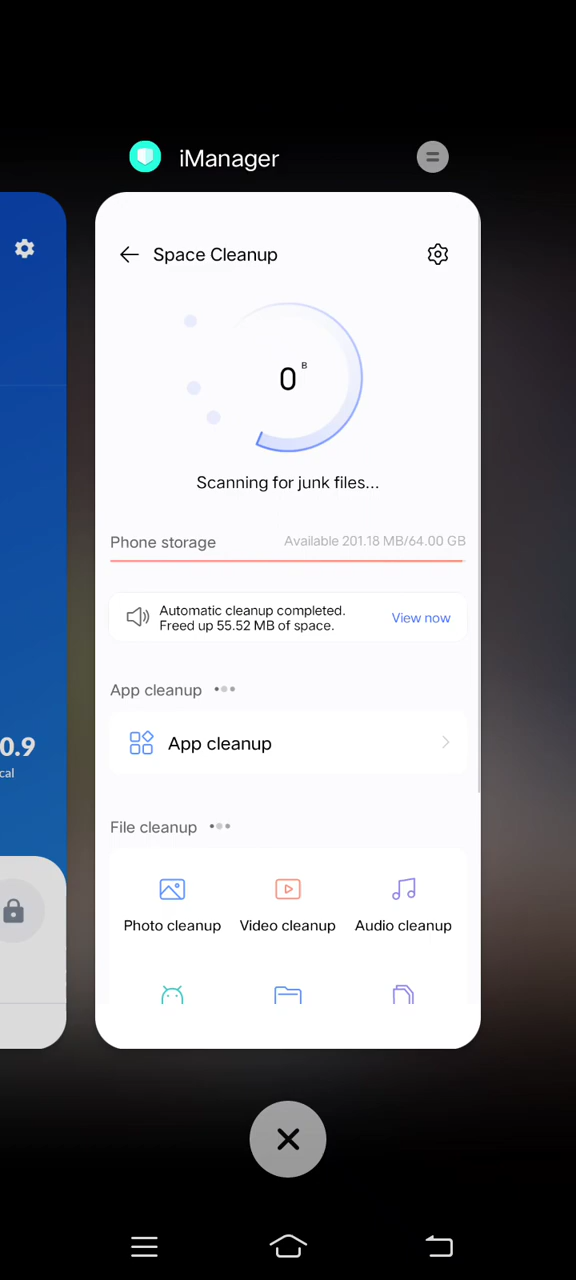 iManager
Space Cleanup
0 B
Scanning for junk files...
Phone storage
Available 201.18 MB/64.00 GB
Automatic cleanup completed.
Freed up 55.52 MB of space.
View now
App cleanup
App cleanup
File cleanup
Photo cleanup
Video cleanup
Audio cleanup
0.9
cal